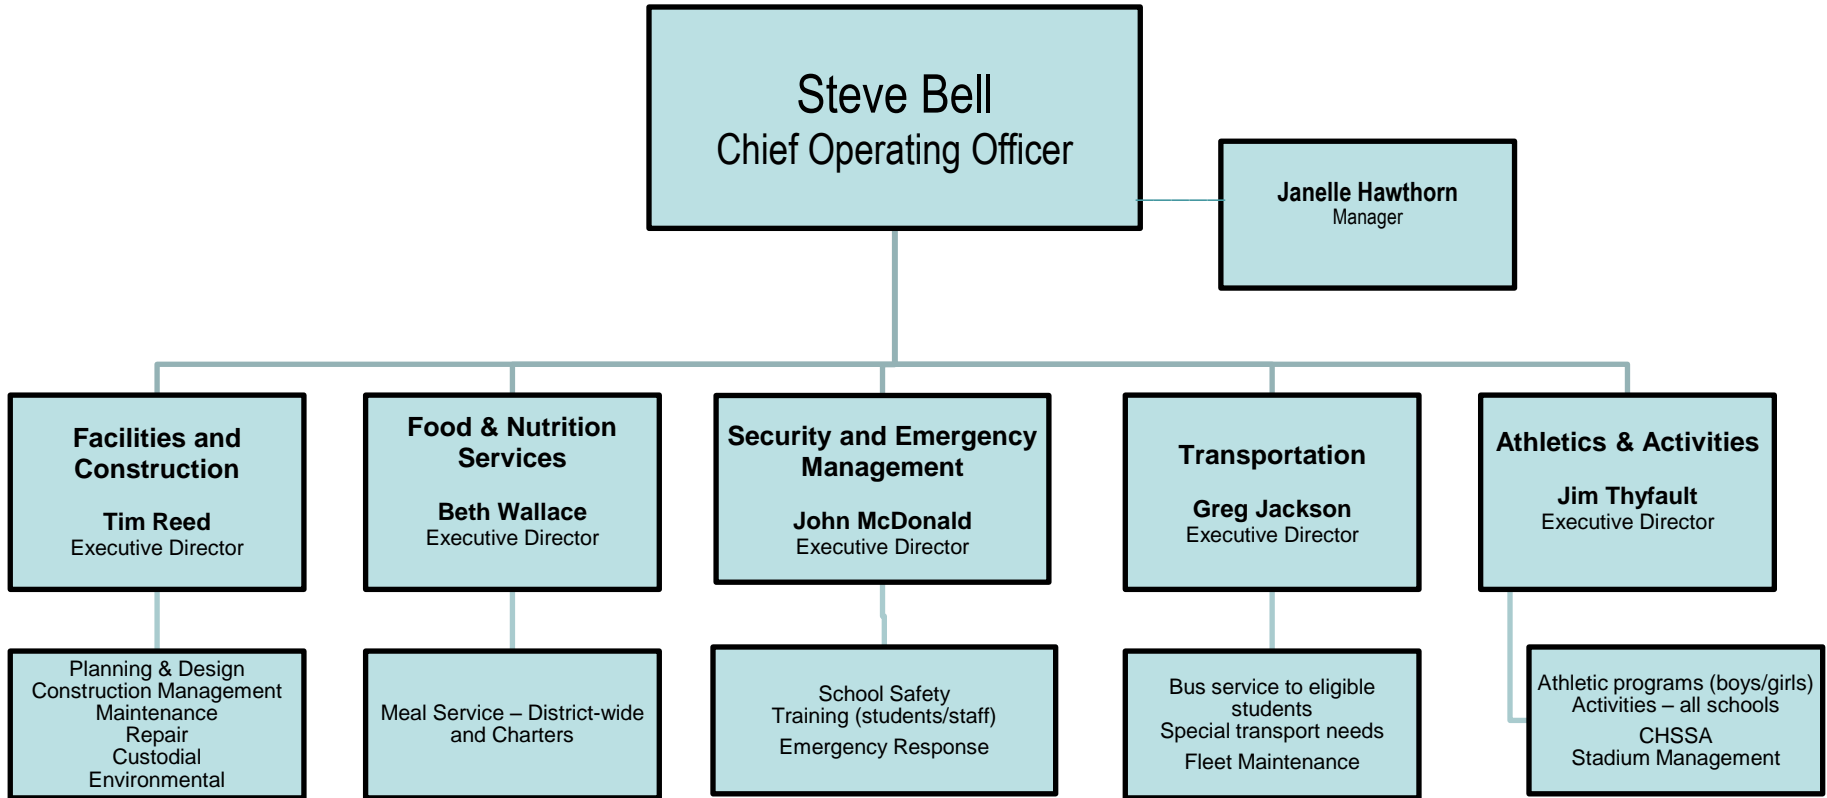 Steve Bell
Chief Operating Officer
Janelle Hawthorn
Manager
Facilities and
Construction
Tim Reed
Executive Director
Food & Nutrition
Services
Beth Wallace
Executive Director
Security and Emergency
Management
John McDonald
Executive Director
Transportation
Greg Jackson
Executive Director
Athletics & Activities
Jim Thyfault
Executive Director
Planning & Design
Construction Management
Maintenance
Repair
Custodial
Environmental
Meal Service – District-wide
and Charters
School Safety
Training (students/staff)
Emergency Response
Bus service to eligible
students
Special transport needs
Fleet Maintenance
Athletic programs (boys/girls)
Activities – all schools
CHSSA
Stadium Management